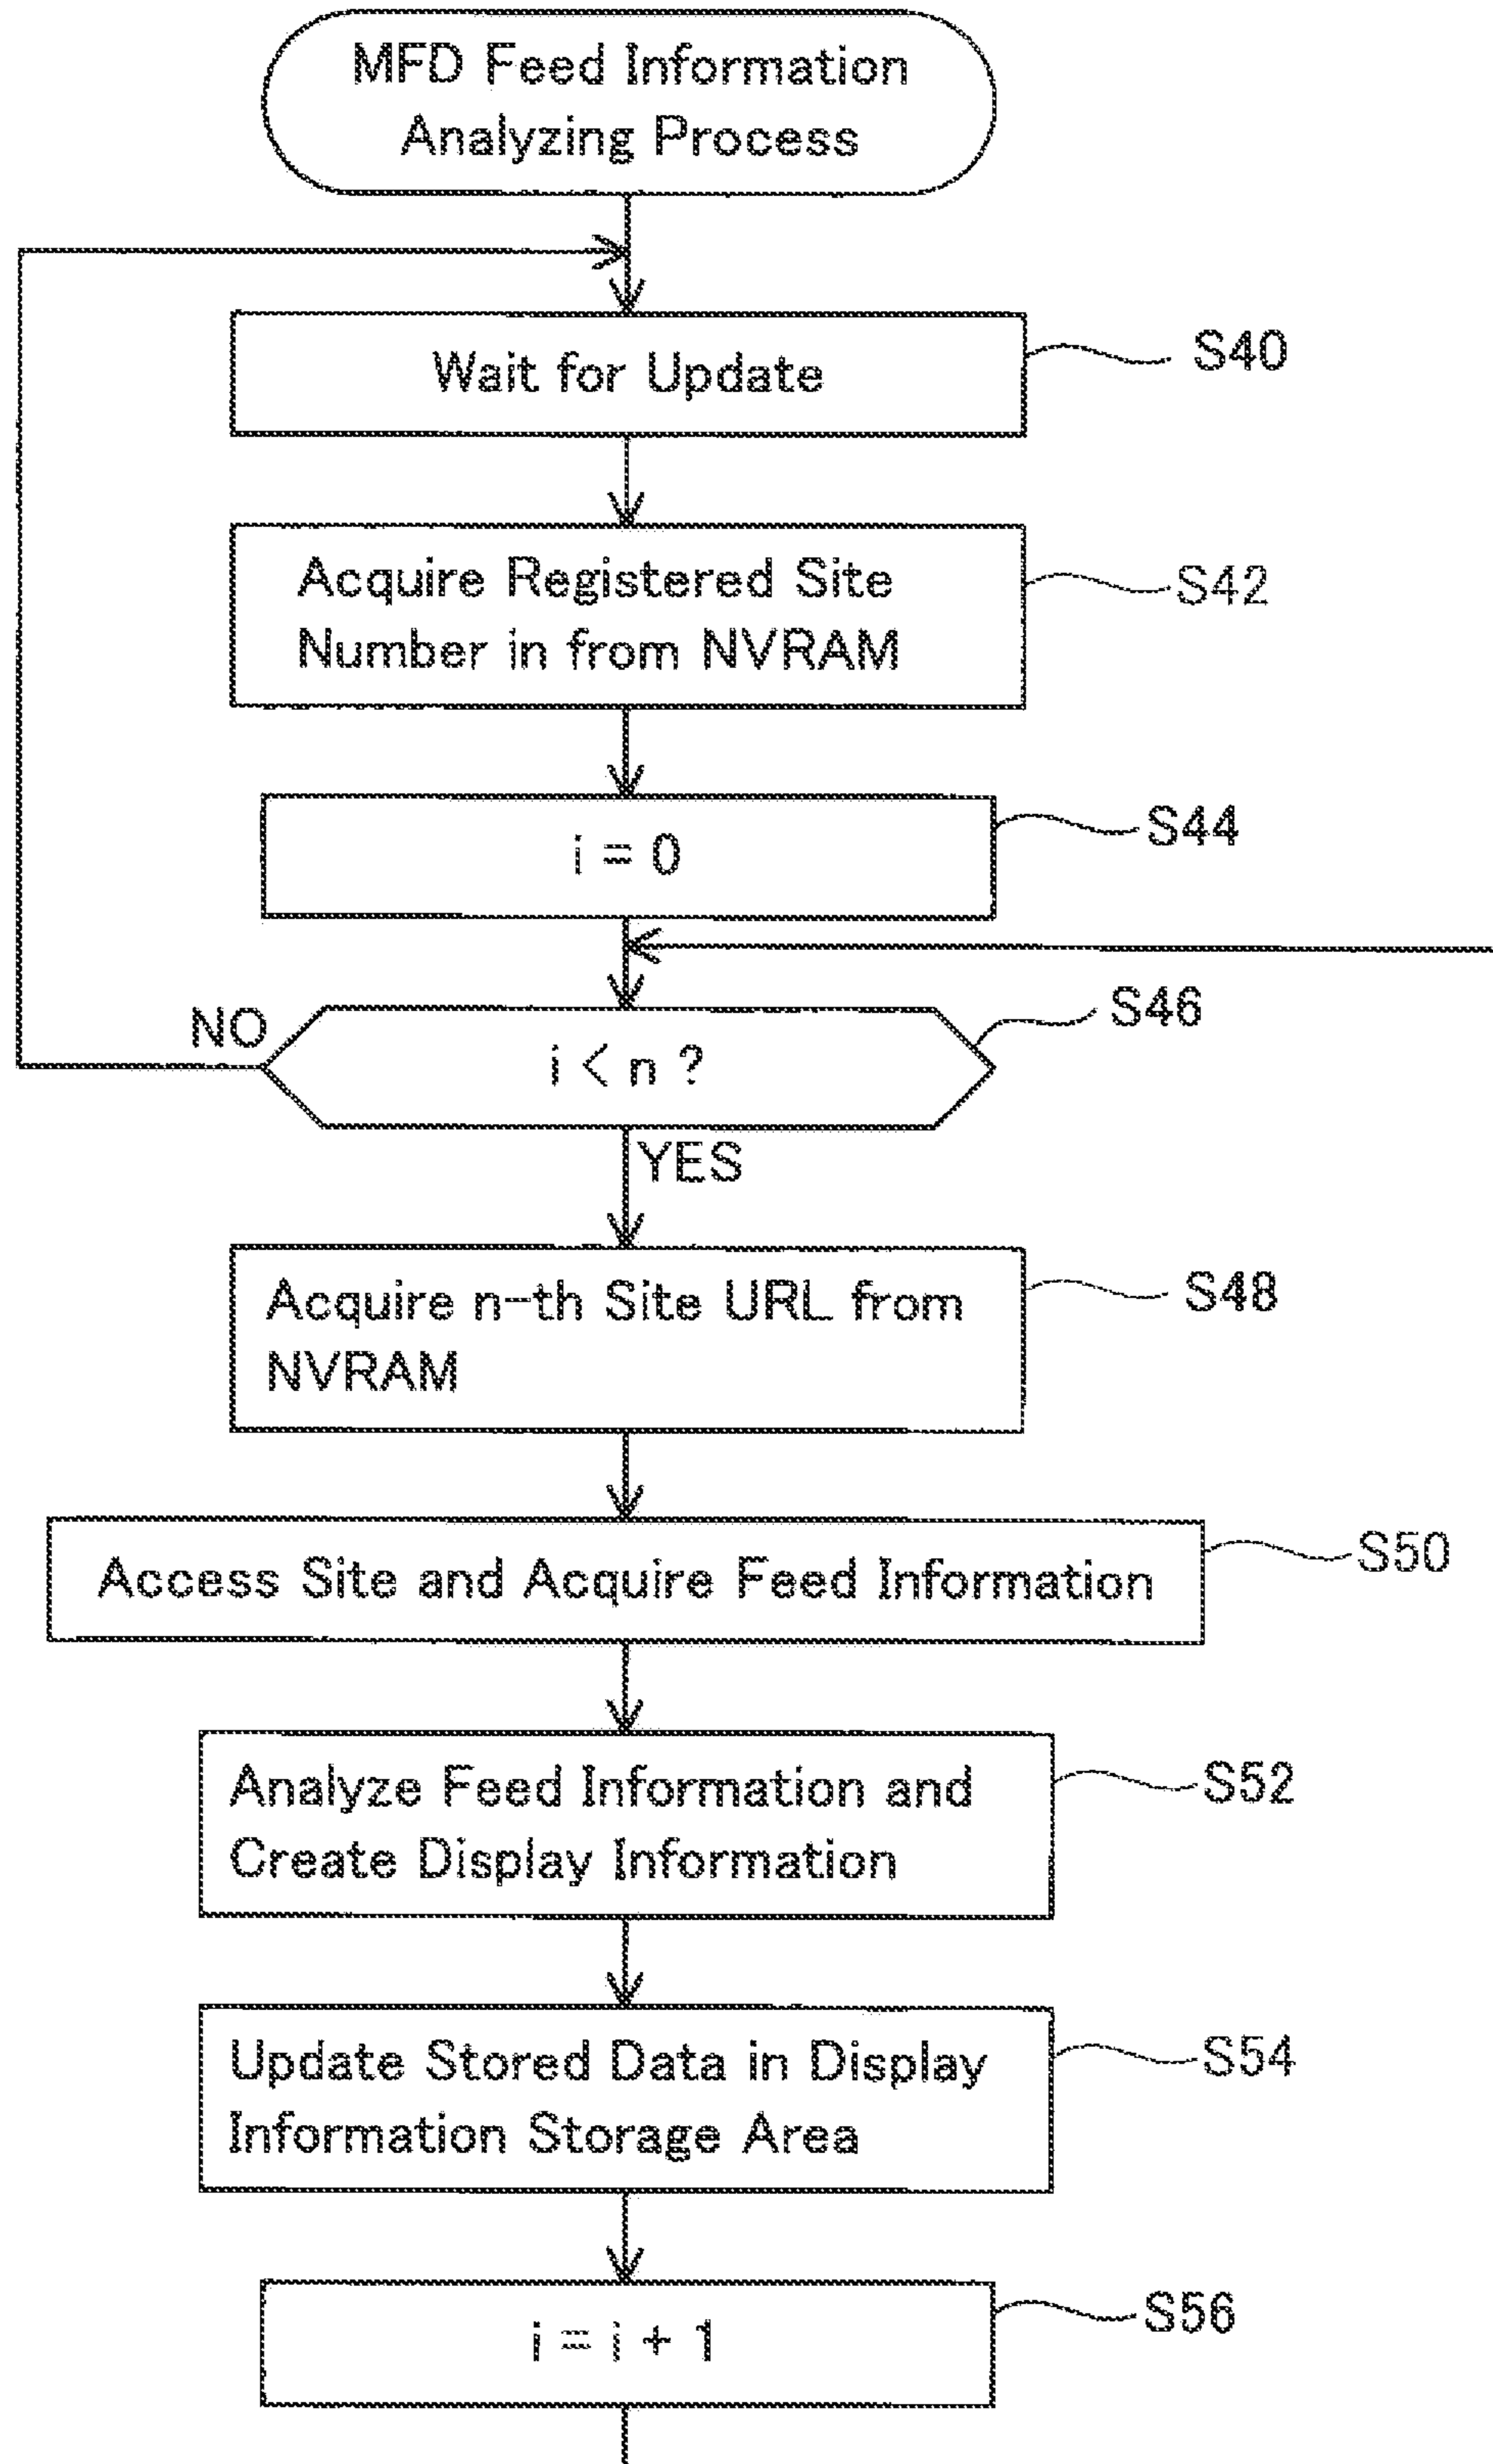 MFD Feed Information
Analyzing Process
Wait for Update
S40
Acquire Registered Site
Number in from NVRAM
S42
i = 0
S44
NO
i < n ?
S46
YES
Acquire n-th Site URL from
NVRAM
S48
Access Site and Acquire Feed Information
S50
Analyze Feed Information and
Create Display Information
S52
Update Stored Data in Display
Information Storage Area
S54
i = i + 1
S56